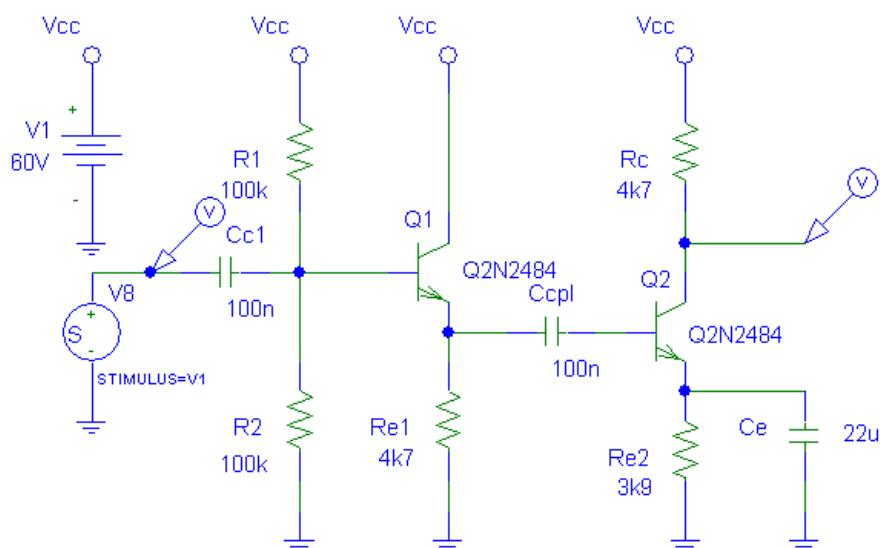 Vcc Vcc Vcc Vcc
+
V1
60V
-
R1
100k
Rc
4k7
V
V
Cc1
100n
Q1
Q2N2484
Ccpl
100n
Q2
Q2N2484
V8
S
+
-
STIMULUS=V1
R2
100k
Re1
4k7
Re2
3k9
Ce
22u